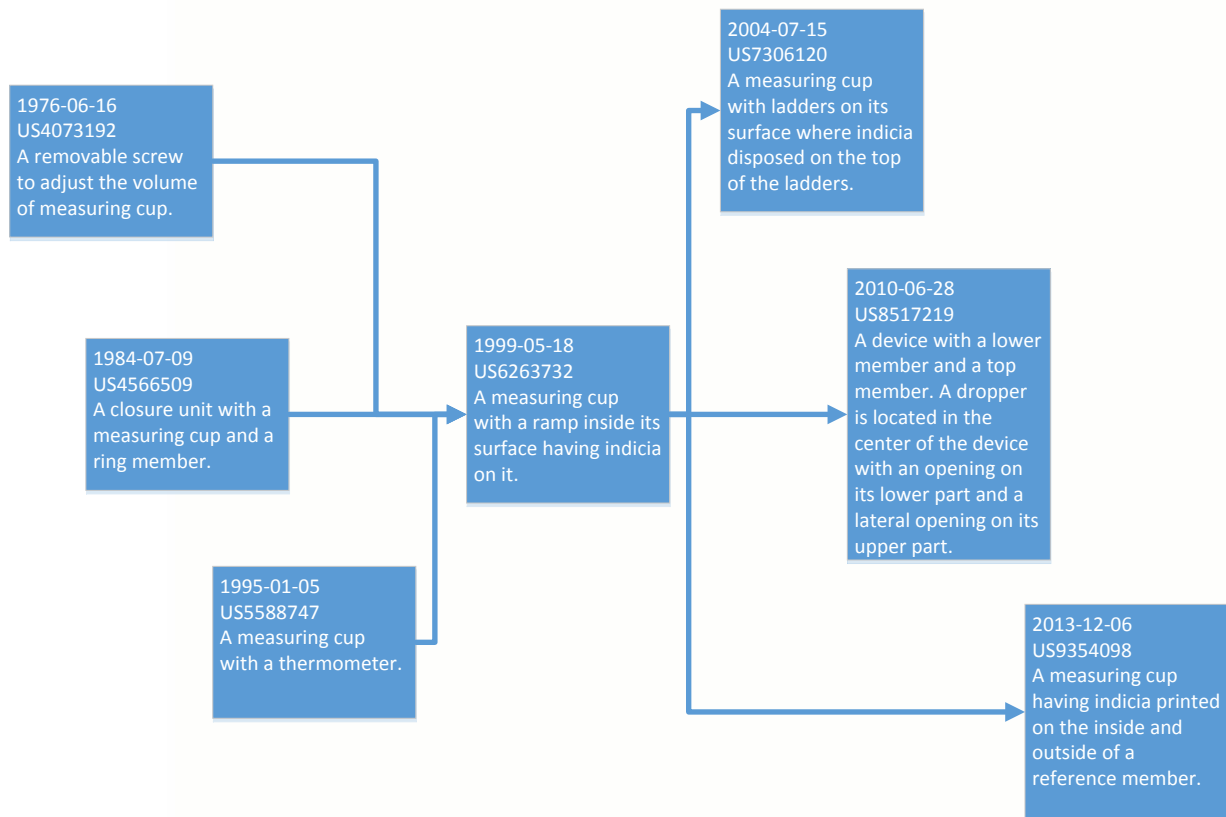 1976-06-16
US4073192
A removable screw
to adjust the volume
of measuring cup.
1984-07-09
US4566509
A closure unit with a
measuring cup and a
ring member.
1995-01-05
US5588747
A measuring cup
with a thermometer.
1999-05-18
US6263732
A measuring cup
with a ramp inside its
surface having indicia
on it.
2004-07-15
US7306120
A measuring cup
with ladders on its
surface where indicia
disposed on the top
of the ladders.
2010-06-28
US8517219
A device with a lower
member and a top
member. A dropper
is located in the
center of the device
with an opening on
its lower part and a
lateral opening on its
upper part.
2013-12-06
US9354098
A measuring cup
having indicia printed
on the inside and
outside of a
reference member.